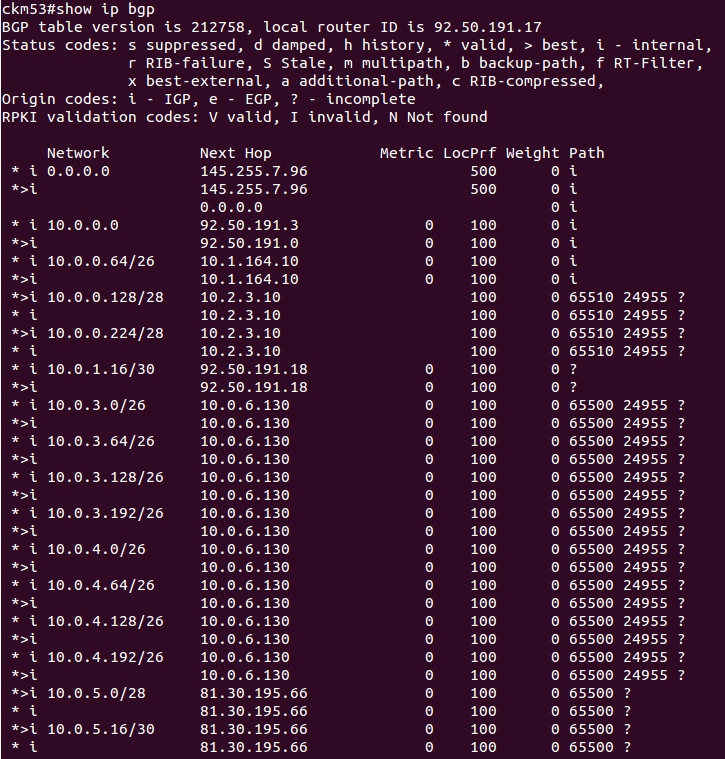 ckm53#show ip bgp
BGP table version is 212758, local router ID is 92.50.191.17
Status codes: s suppressed, d damped, h history, * valid, > best, i - internal,
              r RIB-failure, S Stale, m multipath, b backup-path, f RT-Filter,
              x best-external, a additional-path, c RIB-compressed,
Origin codes: i - IGP, e - EGP, ? - incomplete
RPKI validation codes: V valid, I invalid, N Not found

     Network          Next Hop            Metric LocPrf Weight Path
 * i 0.0.0.0          145.255.7.96                  500      0 i
 *>i                  145.255.7.96                  500      0 i
                      0.0.0.0                                0 i
 * i 10.0.0.0         92.50.191.3              0    100      0 i
 *>i                  92.50.191.0              0    100      0 i
 * i 10.0.0.64/26     10.1.164.10              0    100      0 i
 *>i                  10.1.164.10              0    100      0 i
 *>i 10.0.0.128/28    10.2.3.10                     100      0 65510 24955 ?
 * i                  10.2.3.10                     100      0 65510 24955 ?
 *>i 10.0.0.224/28    10.2.3.10                     100      0 65510 24955 ?
 * i                  10.2.3.10                     100      0 65510 24955 ?
 * i 10.0.1.16/30     92.50.191.18             0    100      0 ?
 *>i                  92.50.191.18             0    100      0 ?
 * i 10.0.3.0/26      10.0.6.130               0    100      0 65500 24955 ?
 *>i                  10.0.6.130               0    100      0 65500 24955 ?
 * i 10.0.3.64/26     10.0.6.130               0    100      0 65500 24955 ?
 *>i                  10.0.6.130               0    100      0 65500 24955 ?
 * i 10.0.3.128/26    10.0.6.130               0    100      0 65500 24955 ?
 *>i                  10.0.6.130               0    100      0 65500 24955 ?
 * i 10.0.3.192/26    10.0.6.130               0    100      0 65500 24955 ?
 *>i                  10.0.6.130               0    100      0 65500 24955 ?
 * i 10.0.4.0/26      10.0.6.130               0    100      0 65500 24955 ?
 *>i                  10.0.6.130               0    100      0 65500 24955 ?
 * i 10.0.4.64/26     10.0.6.130               0    100      0 65500 24955 ?
 *>i                  10.0.6.130               0    100      0 65500 24955 ?
 * i 10.0.4.128/26    10.0.6.130               0    100      0 65500 24955 ?
 *>i                  10.0.6.130               0    100      0 65500 24955 ?
 * i 10.0.4.192/26    10.0.6.130               0    100      0 65500 24955 ?
 *>i                  10.0.6.130               0    100      0 65500 24955 ?
 *>i 10.0.5.0/28      81.30.195.66             0    100      0 65500 ?
 * i                  81.30.195.66             0    100      0 65500 ?
 *>i 10.0.5.16/30     81.30.195.66             0    100      0 65500 ?
 * i                  81.30.195.66             0    100      0 65500 ?